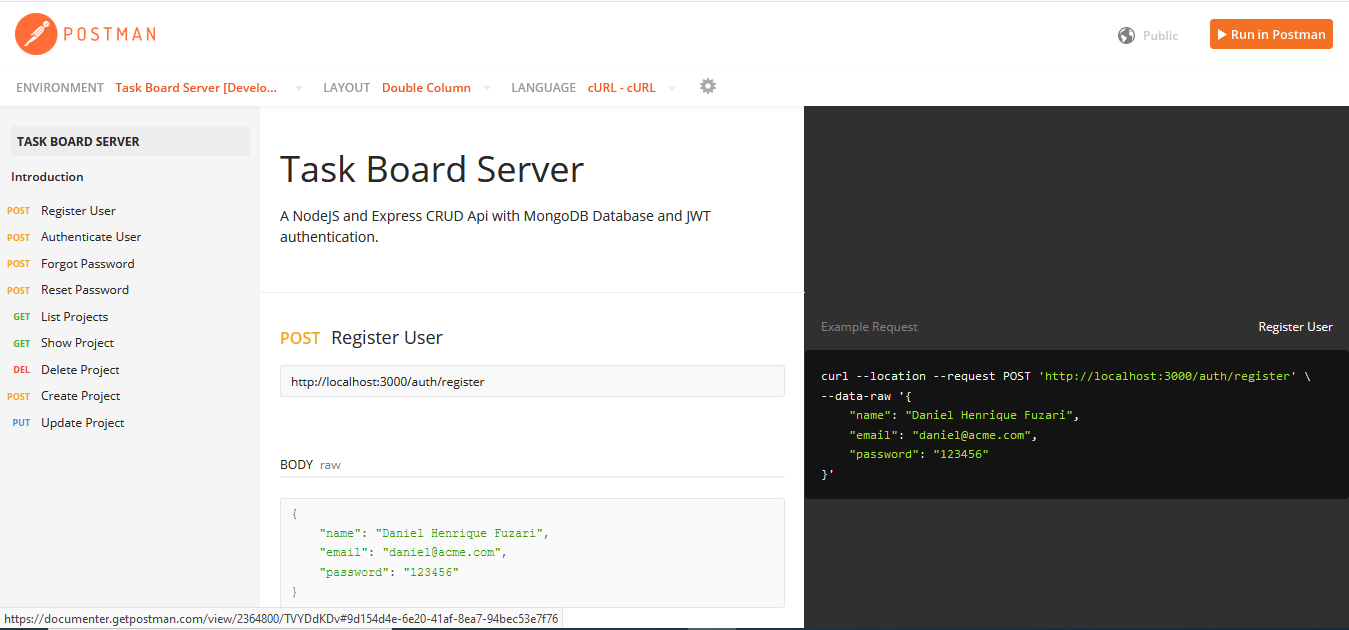 POSTMAN
Public
Run in Postman
ENVIRONMENT Task Board Server [Develo... LAYOUT Double Column LANGUAGE cURL - cURL
TASK BOARD SERVER
Introduction
POST Register User
POST Authenticate User
POST Forgot Password
POST Reset Password
GET List Projects
GET Show Project
DEL Delete Project
POST Create Project
PUT Update Project
Task Board Server
A NodeJS and Express CRUD Api with MongoDB Database and JWT
authentication.
POST Register User
http://localhost:3000/auth/register
BODY raw
{
"name": "Daniel Henrique Fuzari",
"email": "daniel@acme.com",
"password": "123456"
}
Example Request Register User
curl --location --request POST 'http://localhost:3000/auth/register' \
--data-raw '{
"name": "Daniel Henrique Fuzari",
"email": "daniel@acme.com",
"password": "123456"
}'
https://documenter.getpostman.com/view/2364800/TVYDdKDv#9d154d4e-6e20-41af-8ea7-94bec53e7f76